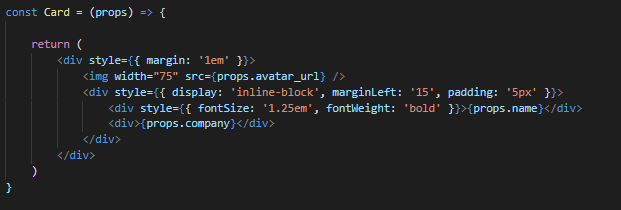 const Card = (props) => {
return (
<div style={{ margin: '1em' }}>
<img width="75" src={props.avatar_url} />
<div style={{ display: 'inline-block', marginLeft: '15', padding: '5px' }}>
<div style={{ fontSize: '1.25em', fontWeight: 'bold' }}>{props.name}</div>
<div>{props.company}</div>
</div>
</div>
)
}